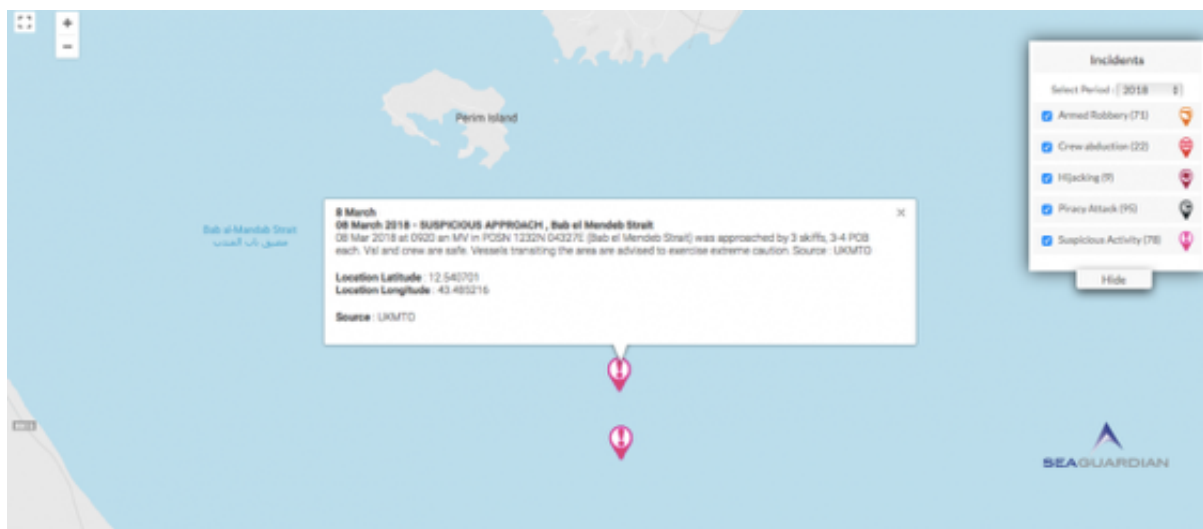 +
−
Perim Island
Bab al-Mandab Strait
مضيق باب المندب
8 March
08 March 2018 - SUSPICIOUS APPROACH , Bab el Mendeb Strait
08 Mar 2018 at 0920 an MV in POSN 1232N 04327E (Bab el Mendeb Strait) was approached by 3 skiffs, 3-4 POB
each. Vsl and crew are safe. Vessels transiting the area are advised to exercise extreme caution. Source : UKMTO
Location Latitude : 12.540701
Location Longitude : 43.485216
Source : UKMTO
×
Incidents
Select Period : 2018
Armed Robbery (71)
Crew abduction (22)
Hijacking (9)
Piracy Attack (95)
Suspicious Activity (78)
Hide
SEAGUARDIAN